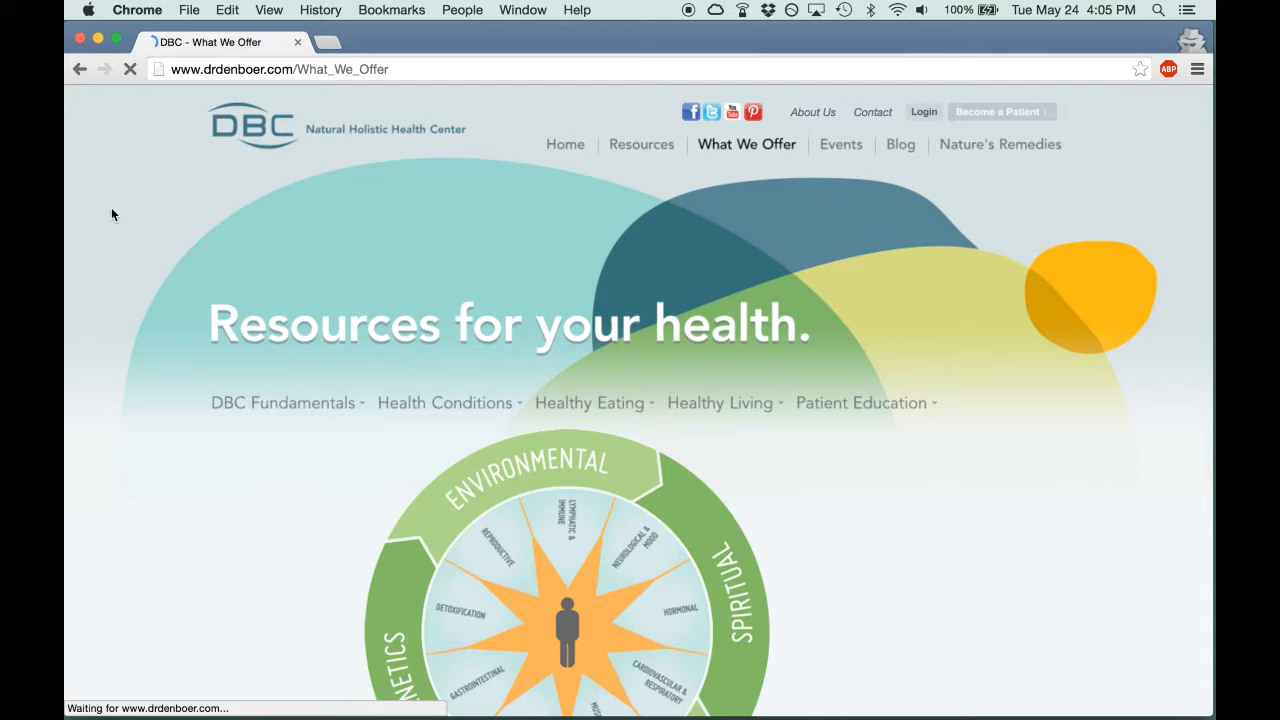 Chrome File Edit View History Bookmarks People Window Help 100% Tue May 24 4:05 PM
DBC - What We Offer
www.drdenboer.com/What_We_Offer ABP
DBC Natural Holistic Health Center
You Tube About Us Contact Login Become a Patient
Home Resources What We Offer Events Blog Nature's Remedies
Resources for your health.
DBC Fundamentals Health Conditions Healthy Eating Healthy Living Patient Education
ENVIRONMENTAL
SPIRITUAL
NETICS
LYMPHATIC &
IMMUNE
NEUROLOGICAL &
MOOD
REPRODUCTIVE
HORMONAL
DETOXIFICATION
CARDIOVASCULAR &
RESPIRATORY
GASTROINTESTINAL
MUS
Waiting for www.drdenboer.com...